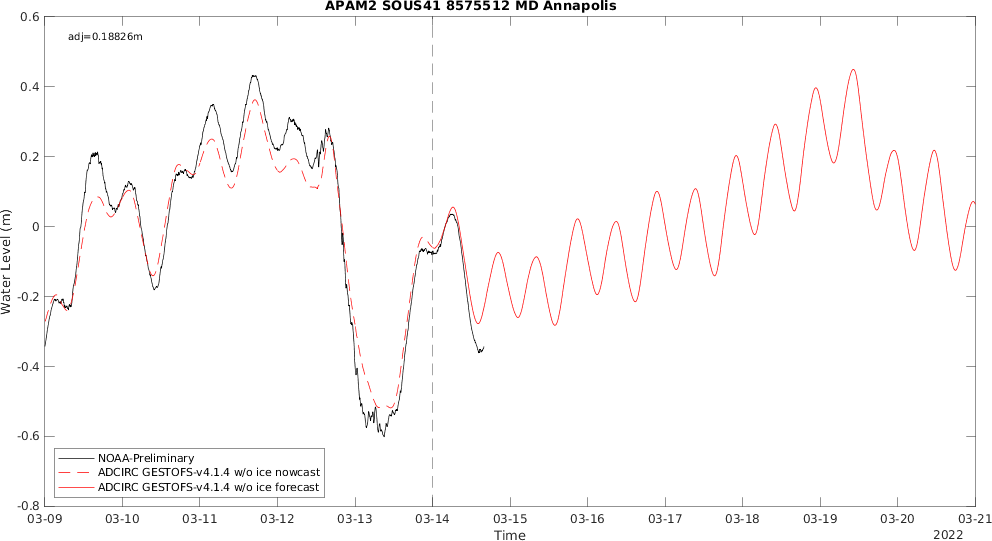 APAM2 SOUS41 8575512 MD Annapolis
adj=0.18826m
0.6
0.4
0.2
0
-0.2
-0.4
-0.6
-0.8
Water Level (m)
NOAA-Preliminary
ADCIRC GESTOFS-v4.1.4 w/o ice nowcast
ADCIRC GESTOFS-v4.1.4 w/o ice forecast
03-09 03-10 03-11 03-12 03-13 03-14 03-15 03-16 03-17 03-18 03-19 03-20 03-21
Time
2022